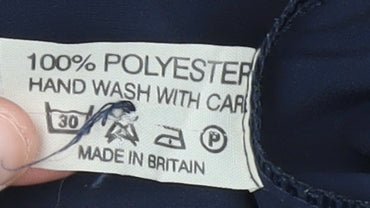 100% POLYESTER
HAND WASH WITH CARE
30 P
MADE IN BRITAIN